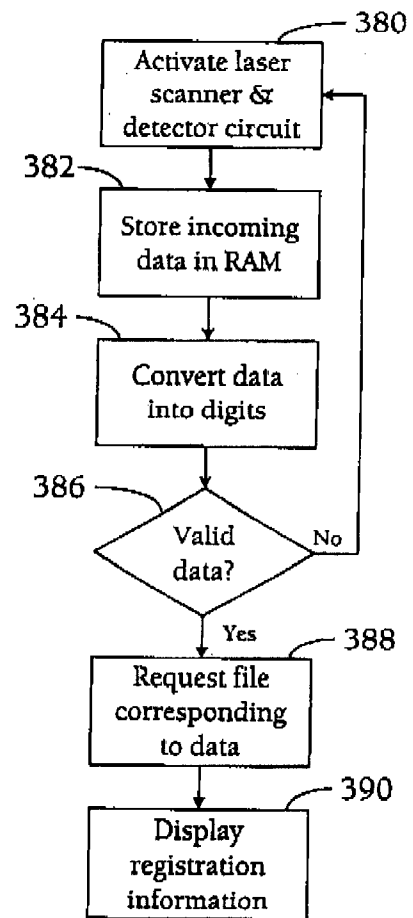 380
Activate laser
scanner &
detector circuit
382
Store incoming
data in RAM
384
Convert data
into digits
386
Valid
data?
No
Yes
388
Request file
corresponding
to data
390
Display
registration
information